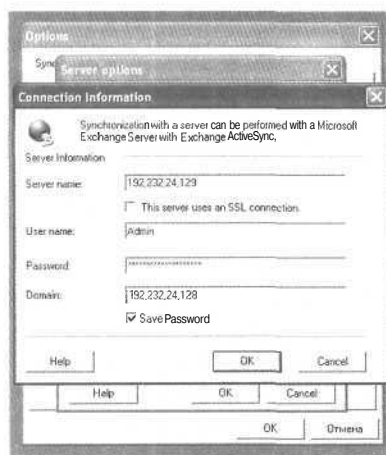 Options
Sync
Server options
Connection Information
Synchronization with a server can be performed with a Microsoft
Exchange Server with Exchange ActiveSync,
Server Information
Server name:
192,232,24,129
This server uses an SSL connection.
User name:
Admin
Password:
Domain:
192,232,24,128
Save Password
Help
OK
Cancel
Help
OK
Cancel
OK
Отмена